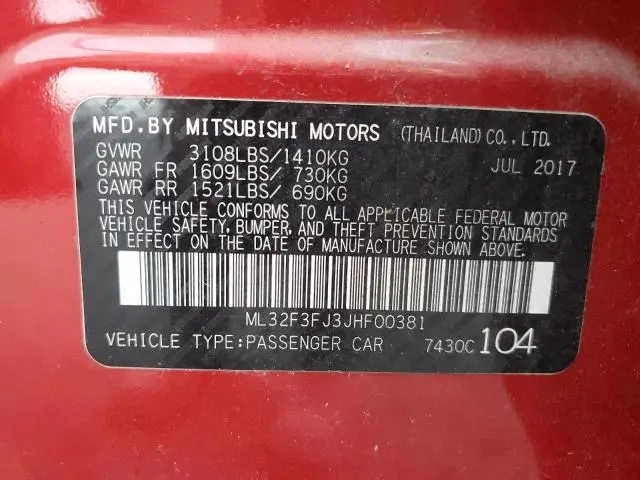 MFD.BY MITSUBISHI MOTORS (THAILAND)CO.,LTD.
GVWR 3108LBS/1410KG JUL 2017
GAWR FR 1609LBS/ 730KG
GAWR RR 1521LBS/ 690KG
THIS VEHICLE CONFORMS TO ALL APPLICABLE FEDERAL MOTOR
VEHICLE SAFETY, BUMPER, AND THEFT PREVENTION STANDARDS
IN EFFECT ON THE DATE OF MANUFACTURE SHOWN ABOVE.
ML32F3FJ3JHF00381
VEHICLE TYPE:PASSENGER CAR 7430C 104